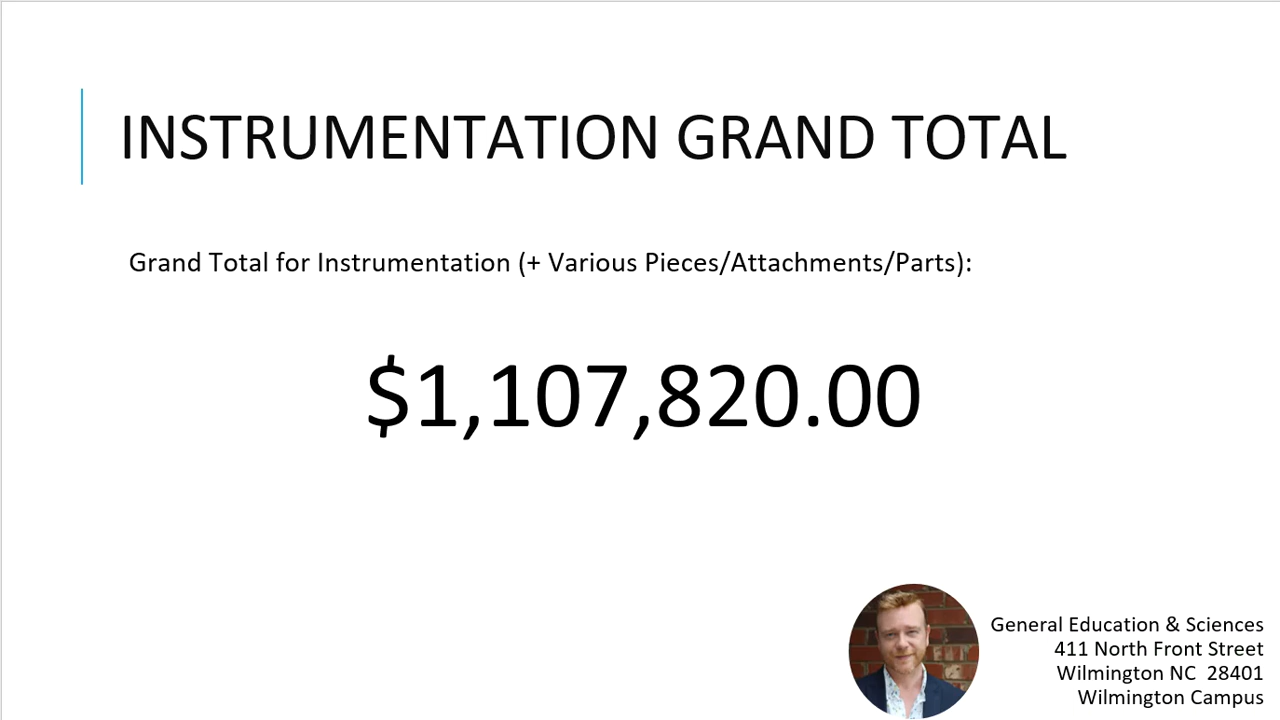 INSTRUMENTATION GRAND TOTAL
Grand Total for Instrumentation (+ Various Pieces/Attachments/Parts):
$1,107,820.00
General Education & Sciences
411 North Front Street
Wilmington NC  28401
Wilmington Campus